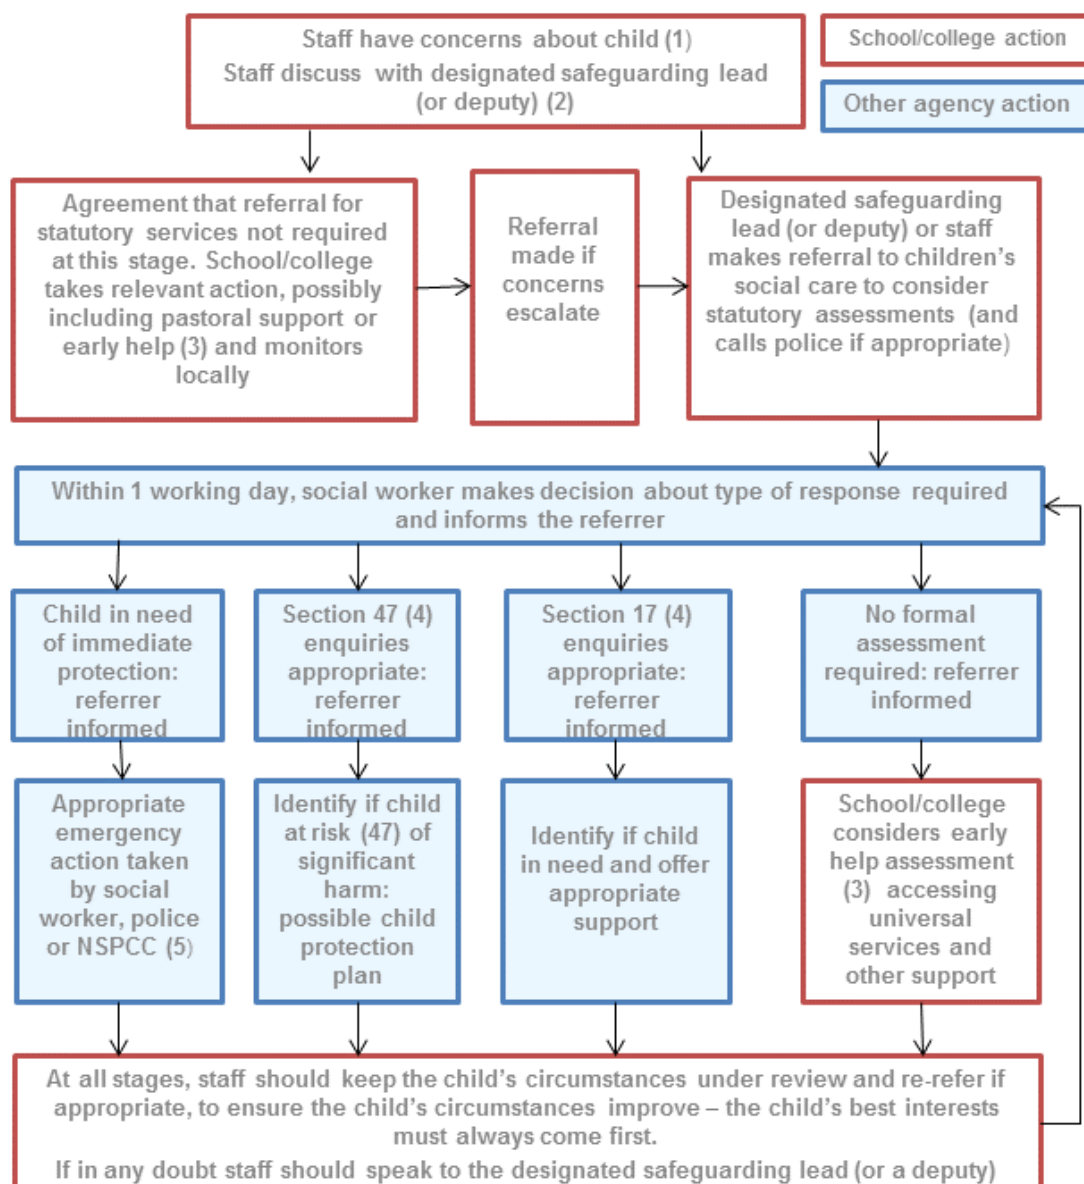 Staff have concerns about child (1)
Staff discuss with designated safeguarding lead
(or deputy) (2)
School/college action
Other agency action
Agreement that referral for
statutory services not required
at this stage. School/college
takes relevant action, possibly
including pastoral support or
early help (3) and monitors
locally
Referral
made if
concerns
escalate
Designated safeguarding
lead (or deputy) or staff
makes referral to children's
social care to consider
statutory assessments (and
calls police if appropriate)
Within 1 working day, social worker makes decision about type of response required
and informs the referrer
Child in need
of immediate
protection:
referrer
informed
Section 47 (4)
enquiries
appropriate:
referrer
informed
Section 17 (4)
enquiries
appropriate:
referrer
informed
No formal
assessment
required: referrer
informed
Appropriate
emergency
action taken
by social
worker, police
or NSPCC (5)
Identify if child
at risk (47) of
significant
harm:
possible child
protection
plan
Identify if child
in need and offer
appropriate
support
School/college
considers early
help assessment
(3) accessing
universal
services and
other support
At all stages, staff should keep the child's circumstances under review and re-refer if
appropriate, to ensure the child's circumstances improve – the child's best interests
must always come first.
If in any doubt staff should speak to the designated safeguarding lead (or a deputy)